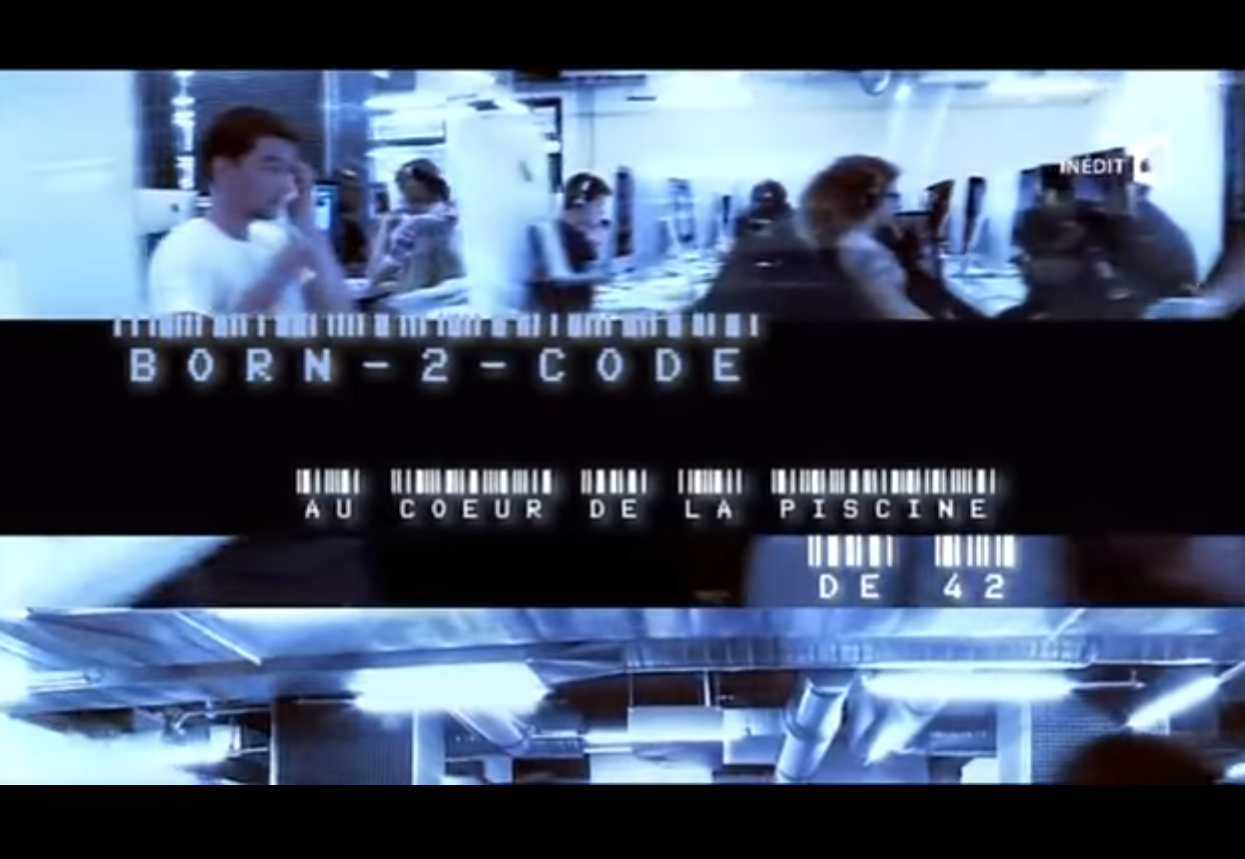 INÉDIT
BORN-2-CODE
AU COEUR DE LA PISCINE
DE 42